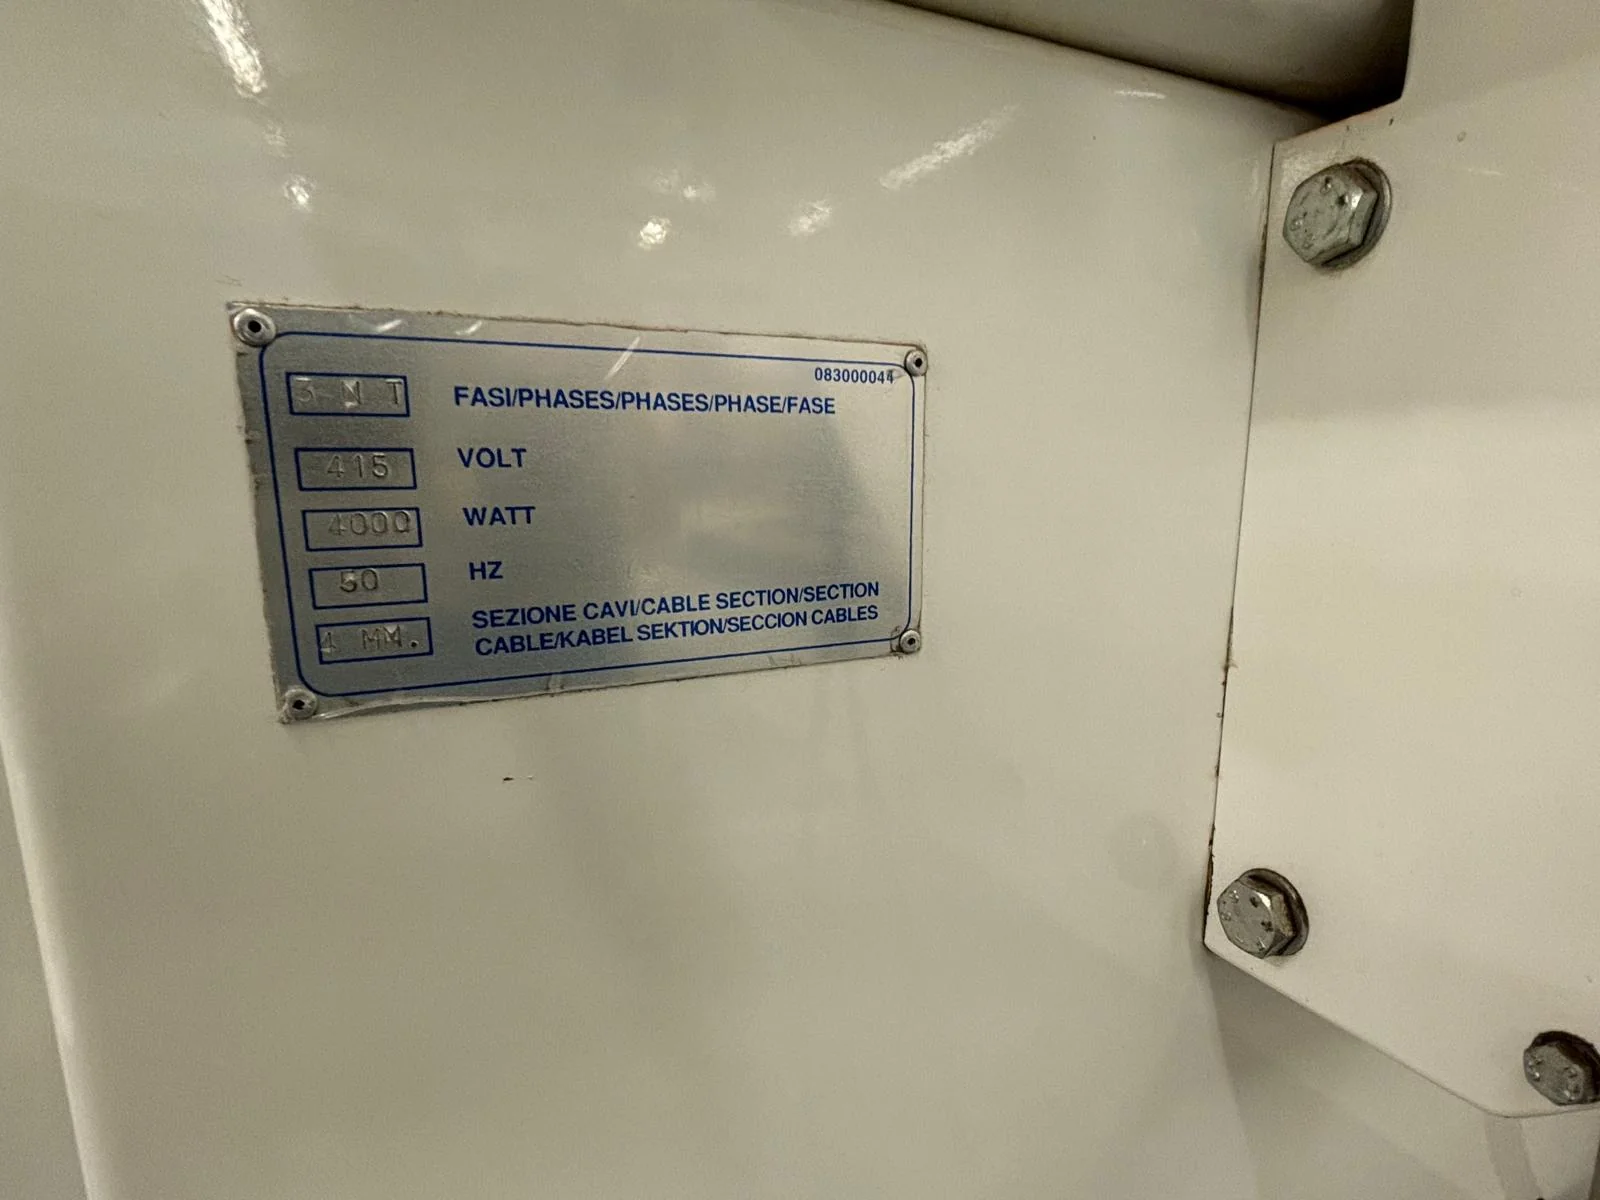 083000044
3 N T FASI/PHASES/PHASES/PHASE/FASE
415 VOLT
4000 WATT
50 HZ
4 MM. SEZIONE CAVI/CABLE SECTION/SECTION
CABLE/KABEL SEKTION/SECCION CABLES